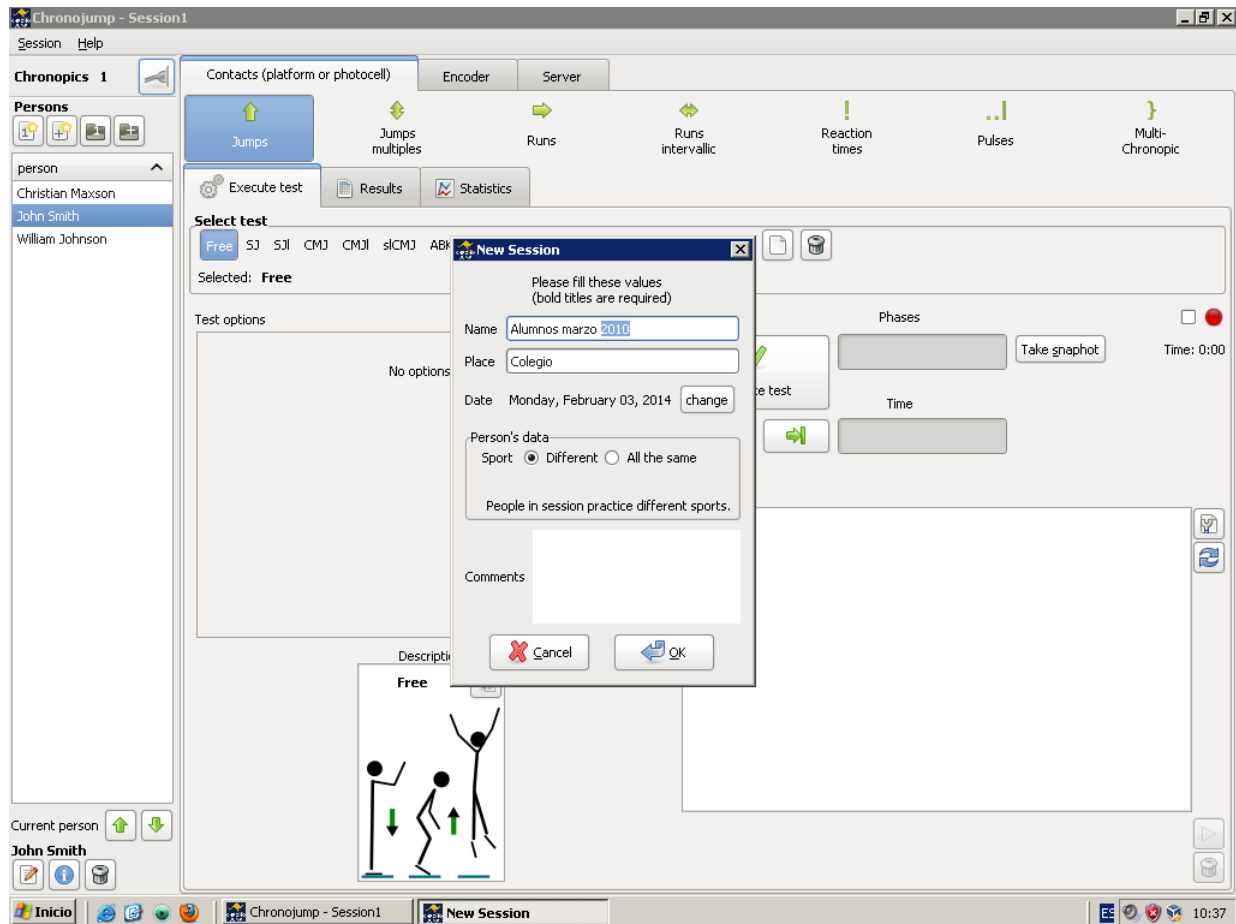 Chronojump - Session1
Session Help
Chronopics 1
Contacts (platform or photocell) Encoder Server
Persons
person
Christian Maxson
John Smith
William Johnson
Jumps
Jumps multiples
Runs
Runs intervallic
Reaction times
Pulses
Multi-Chronopic
Execute test Results Statistics
Select test
Free SJ SJl CMJ CMJl slCMJ
Selected: Free
Test options
No options
New Session
Please fill these values
(bold titles are required)
Name Alumnos marzo 2010
Place Colegio
Date Monday, February 03, 2014 change
Person's data
Sport Different All the same
People in session practice different sports.
Comments
Cancel OK
Phases
Take snaphot
Time: 0:00
test
Time
Free
Current person
John Smith
Inicio Chronojump - Session1 New Session ES 10:37